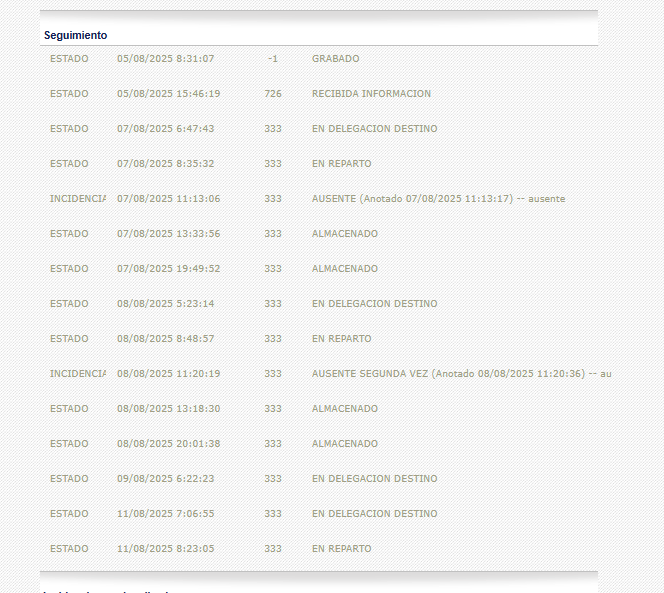 Seguimiento
ESTADO 05/08/2025 8:31:07 -1 GRABADO
ESTADO 05/08/2025 15:46:19 726 RECIBIDA INFORMACION
ESTADO 07/08/2025 6:47:43 333 EN DELEGACION DESTINO
ESTADO 07/08/2025 8:35:32 333 EN REPARTO
INCIDENCIA 07/08/2025 11:13:06 333 AUSENTE (Anotado 07/08/2025 11:13:17) -- ausente
ESTADO 07/08/2025 13:33:56 333 ALMACENADO
ESTADO 07/08/2025 19:49:52 333 ALMACENADO
ESTADO 08/08/2025 5:23:14 333 EN DELEGACION DESTINO
ESTADO 08/08/2025 8:48:57 333 EN REPARTO
INCIDENCIA 08/08/2025 11:20:19 333 AUSENTE SEGUNDA VEZ (Anotado 08/08/2025 11:20:36) -- au
ESTADO 08/08/2025 13:18:30 333 ALMACENADO
ESTADO 08/08/2025 20:01:38 333 ALMACENADO
ESTADO 09/08/2025 6:22:23 333 EN DELEGACION DESTINO
ESTADO 11/08/2025 7:06:55 333 EN DELEGACION DESTINO
ESTADO 11/08/2025 8:23:05 333 EN REPARTO